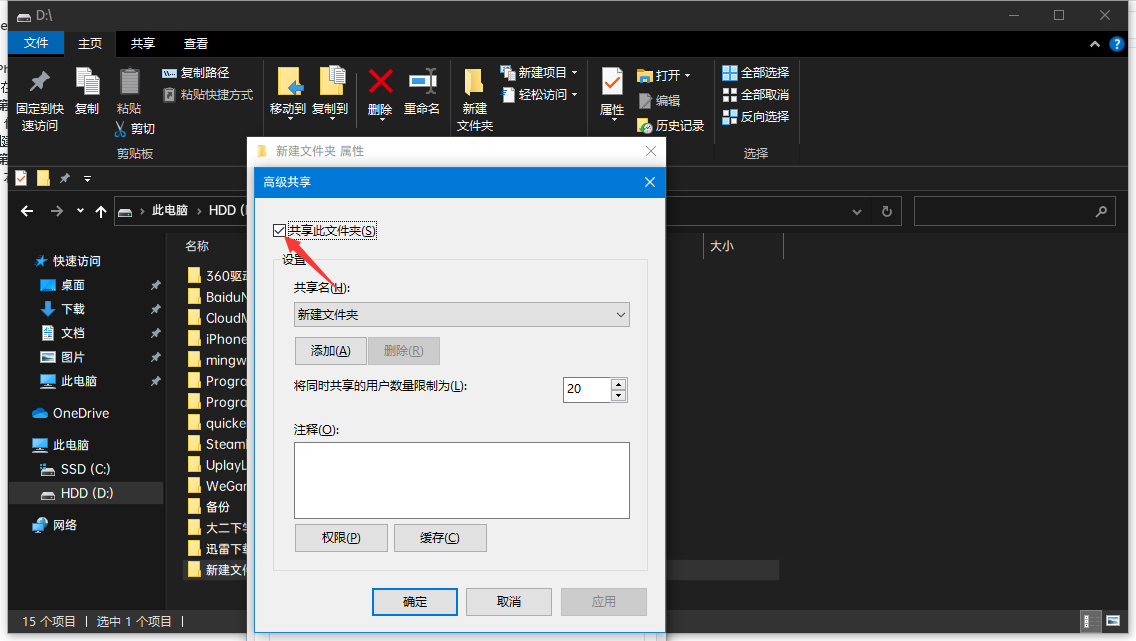 D:\
文件 主页 共享 查看
固定到快速访问
复制
粘贴
复制路径
粘贴快捷方式
剪切
剪贴板
移动到
复制到
删除
重命名
新建文件夹
新建项目
轻松访问
属性
打开
编辑
历史记录
全部选择
全部取消
反向选择
选择
此电脑 › HDD (
名称
大小
快速访问
桌面
下载
文档
图片
此电脑
OneDrive
此电脑
SSD (C:)
HDD (D:)
网络
360驱动
BaiduN
CloudM
iPhone
mingw
Progra
Progra
quicke
Steaml
UplayL
WeGar
备份
大二下学
迅雷下载
新建文件
15 个项目
选中 1 个项目
新建文件夹 属性
高级共享
共享此文件夹(S)
设置
共享名(H):
新建文件夹
添加(A)
删除(R)
将同时共享的用户数量限制为(L):
20
注释(O):
权限(P)
缓存(C)
确定
取消
应用